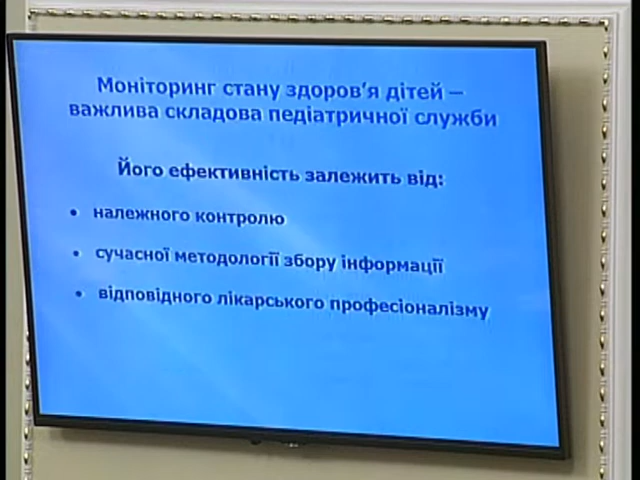 Моніторинг стану здоров’я дітей –
важлива складова педіатричної служби
Його ефективність залежить від:
• належного контролю
• сучасної методології збору інформації
• відповідного лікарського професіоналізму